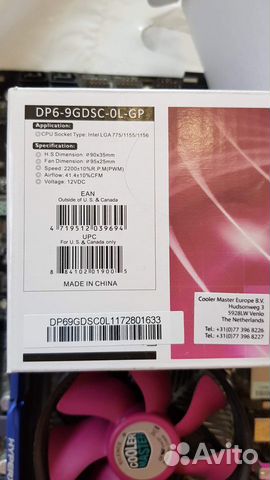 DP6-9GDSC-0L-GP
Application:
CPU Socket Type: Intel LGA 775/1155/1156
Specification:
H.S Dimension: ø90x35mm
Fan Dimension: ø95x25mm
Speed: 2200±10%R.P.M(PWM)
Airflow: 41.4±10%CFM
Voltage: 12VDC
EAN
Outside of U.S. & Canada
4 719512 039694
UPC
For U.S. & Canada only
8 84102 01900 5
MADE IN CHINA
Cooler Master Europe B.V.
Hudsonweg 3
5928LW Venlo
The Netherlands
Tel.: +31(0)77 396 8226
+31(0)77 396 8227
DP69GDSC0L1172801633
COOLER
MASTER
Avito